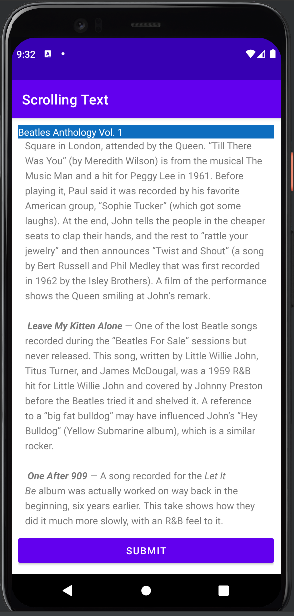 9:32
Scrolling Text
Beatles Anthology Vol. 1
Square in London, attended by the Queen. “Till There
Was You” (by Meredith Wilson) is from the musical The
Music Man and a hit for Peggy Lee in 1961. Before
playing it, Paul said it was recorded by his favorite
American group, “Sophie Tucker” (which got some
laughs). At the end, John tells the people in the cheaper
seats to clap their hands, and the rest to “rattle your
jewelry” and then announces “Twist and Shout” (a song
by Bert Russell and Phil Medley that was first recorded
in 1962 by the Isley Brothers). A film of the performance
shows the Queen smiling at John’s remark.
Leave My Kitten Alone — One of the lost Beatle songs
recorded during the “Beatles For Sale” sessions but
never released. This song, written by Little Willie John,
Titus Turner, and James McDougal, was a 1959 R&B
hit for Little Willie John and covered by Johnny Preston
before the Beatles tried it and shelved it. A reference
to a “big fat bulldog” may have influenced John’s “Hey
Bulldog” (Yellow Submarine album), which is a similar
rocker.
One After 909 — A song recorded for the Let It
Be album was actually worked on way back in the
beginning, six years earlier. This take shows how they
did it much more slowly, with an R&B feel to it.
SUBMIT